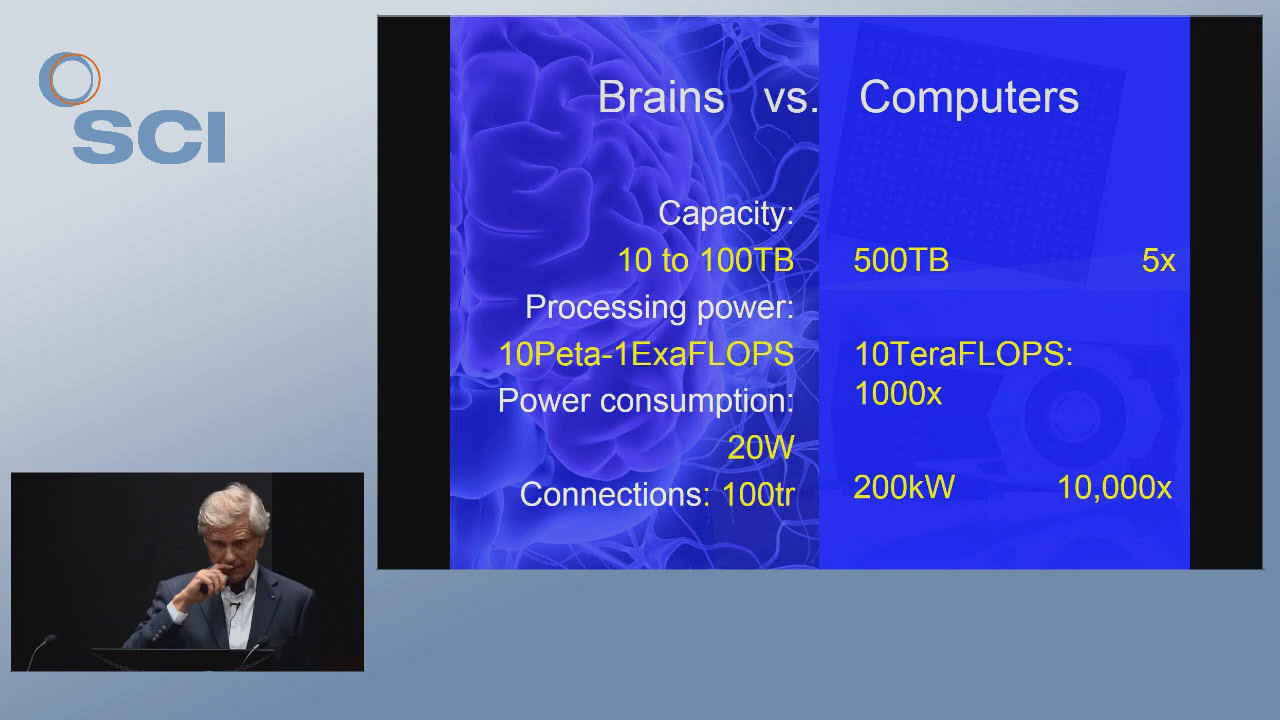 SCI
Brains vs. Computers
Capacity:
10 to 100TB 500TB 5x
Processing power:
10Peta-1ExaFLOPS 10TeraFLOPS:
1000x
Power consumption:
20W
Connections: 100tr 200kW 10,000x